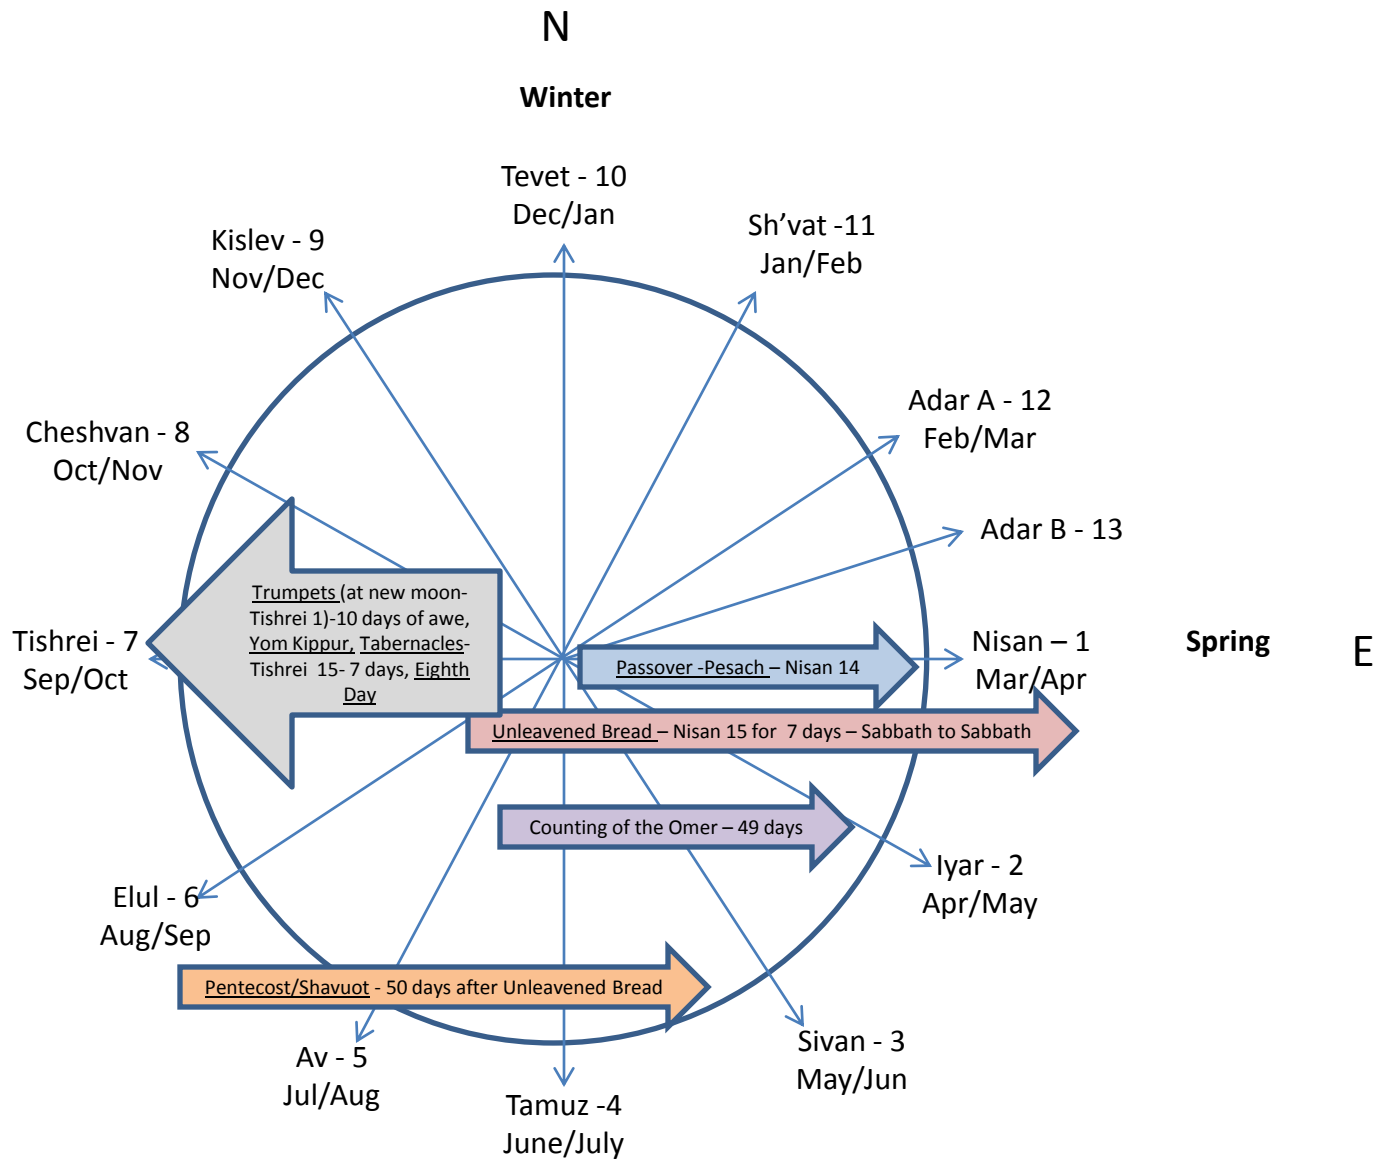 N
Winter
Tevet - 10
Dec/Jan
Sh’vat -11
Jan/Feb
Kislev - 9
Nov/Dec
Adar A - 12
Feb/Mar
Cheshvan - 8
Oct/Nov
Adar B - 13
Trumpets (at new moon-
Tishrei 1)-10 days of awe,
Yom Kippur, Tabernacles-
Tishrei 15- 7 days, Eighth
Day
Tishrei - 7
Sep/Oct
Passover -Pesach – Nisan 14
Nisan – 1
Mar/Apr
Spring
E
Unleavened Bread – Nisan 15 for 7 days – Sabbath to Sabbath
Counting of the Omer – 49 days
Iyar - 2
Apr/May
Elul - 6
Aug/Sep
Pentecost/Shavuot - 50 days after Unleavened Bread
Sivan - 3
May/Jun
Av - 5
Jul/Aug
Tamuz -4
June/July